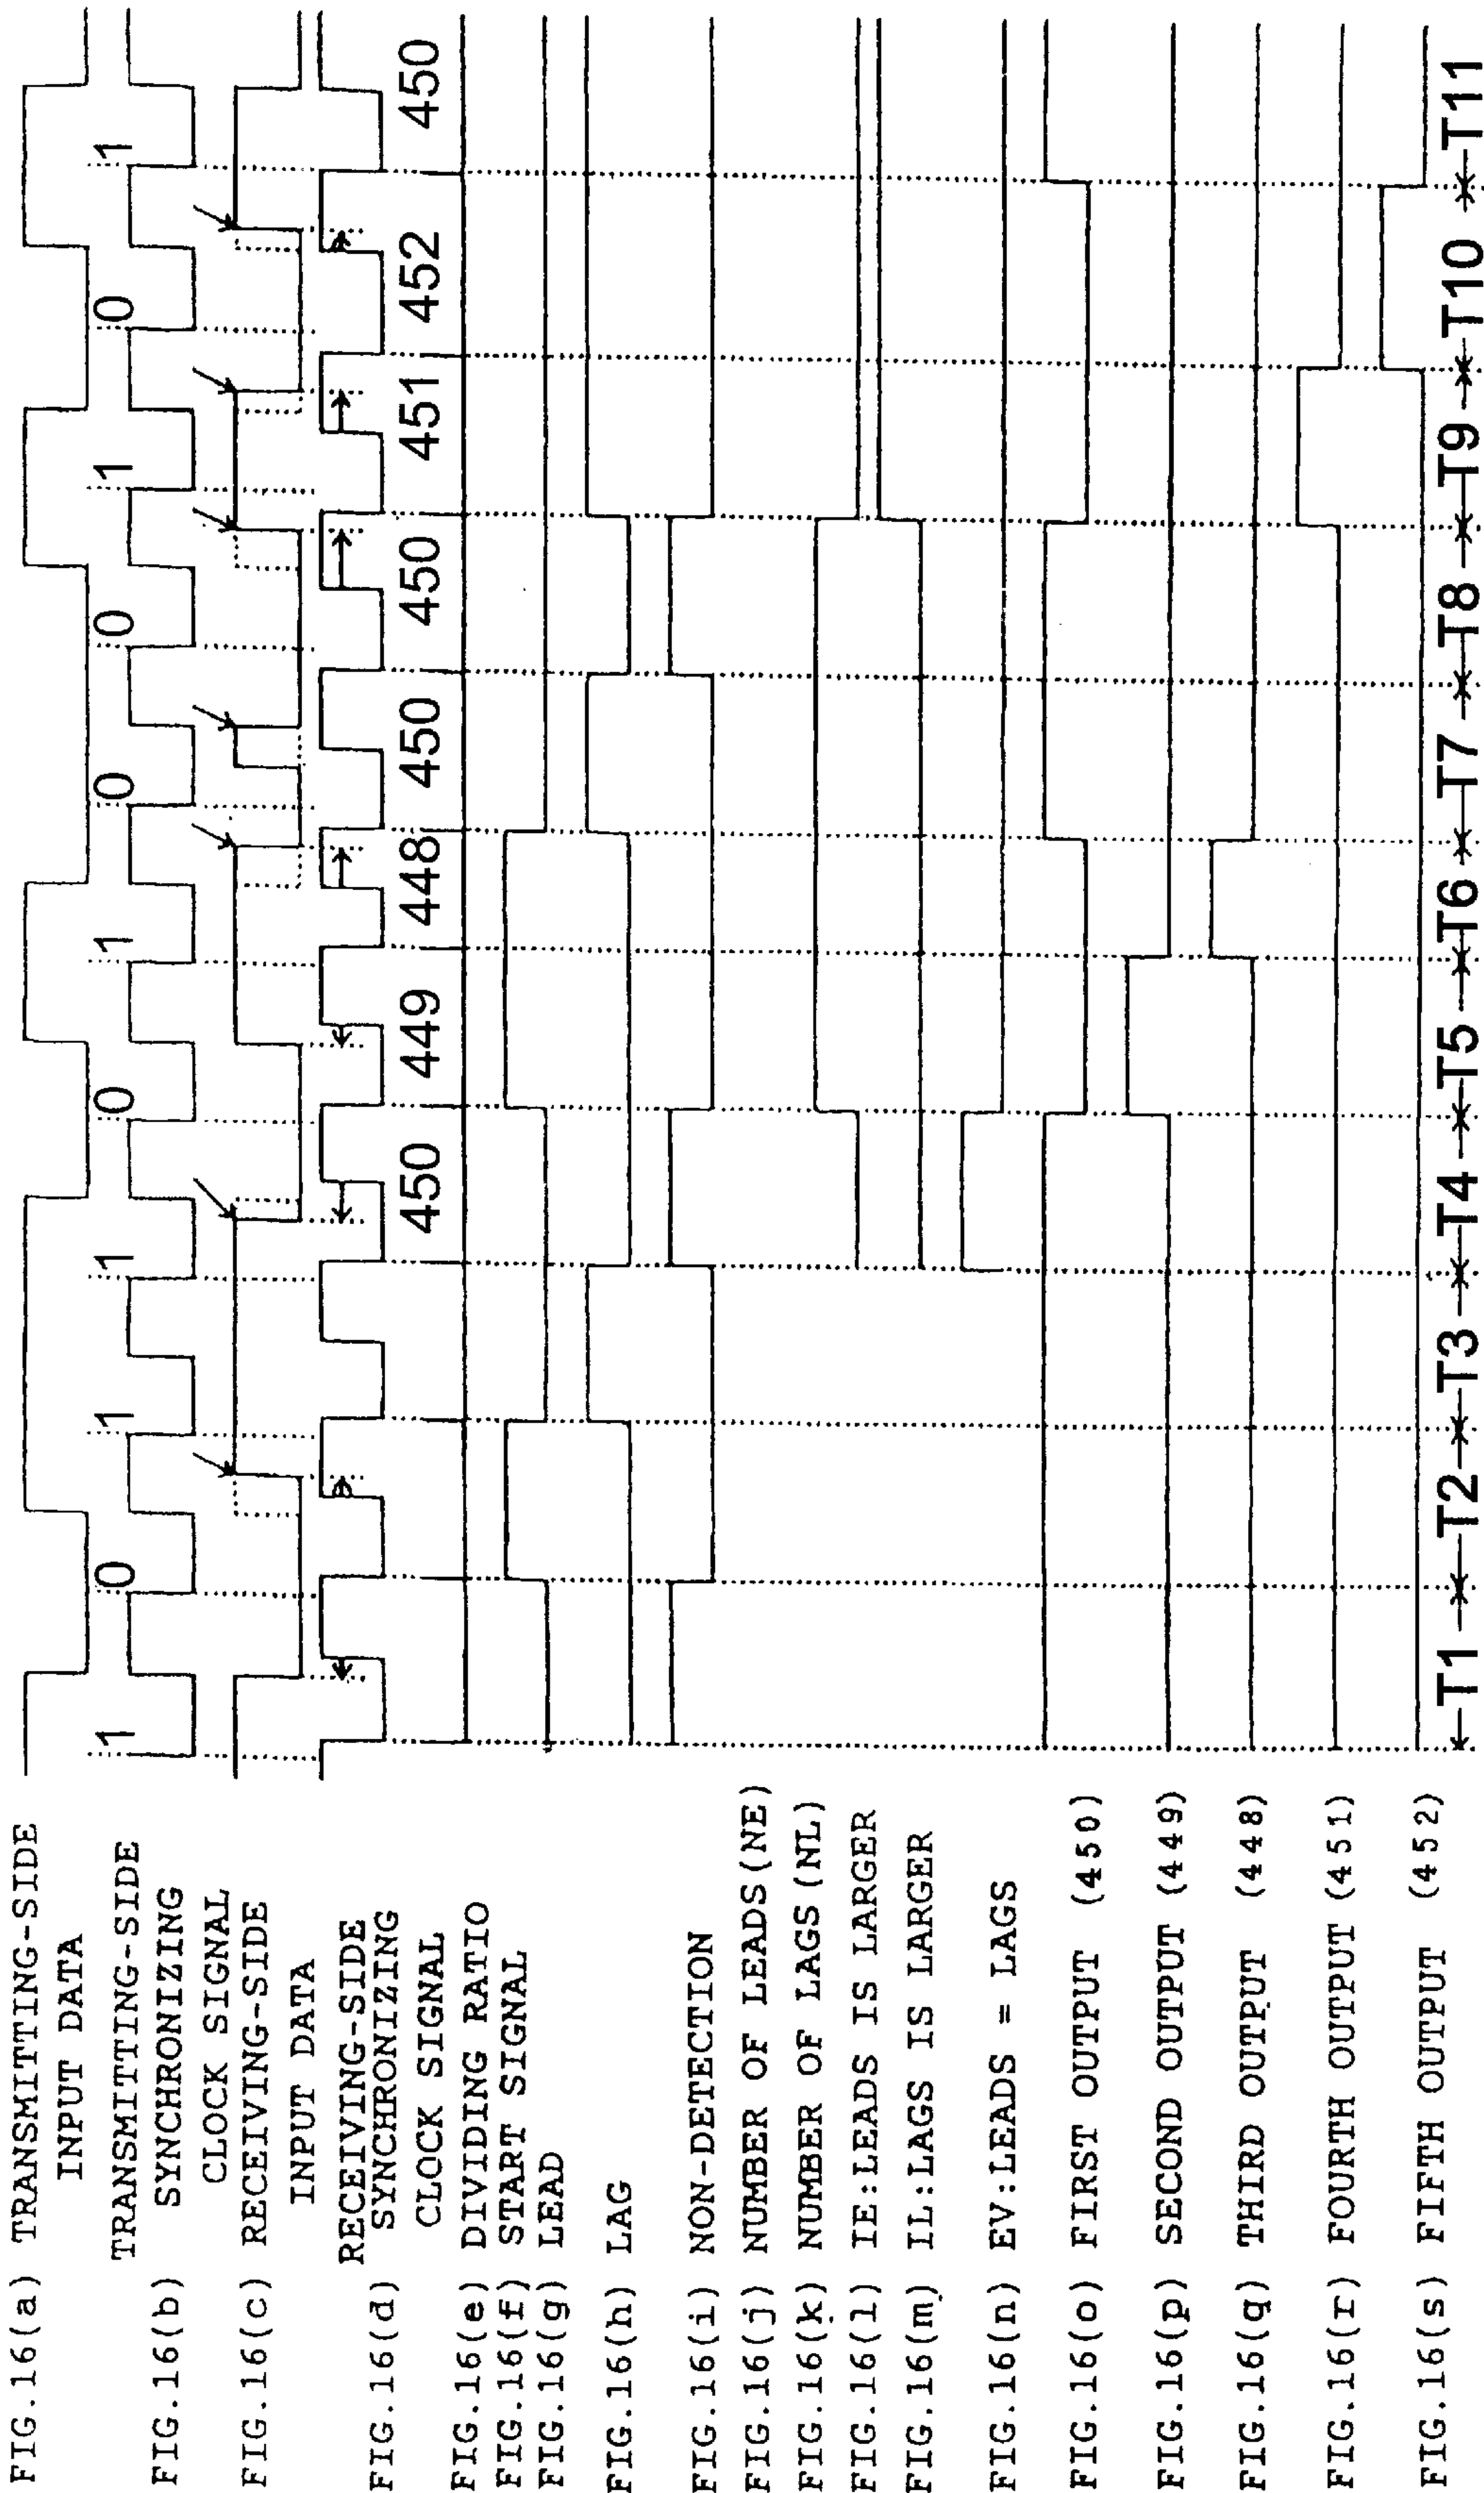 FIG.16(a) TRANSMITTING-SIDE
INPUT DATA
TRANSMITTING-SIDE
FIG.16(b) SYNCHRONIZING
CLOCK SIGNAL
FIG.16(c) RECEIVING-SIDE
INPUT DATA
RECEIVING-SIDE
FIG.16(d) SYNCHRONIZING
CLOCK SIGNAL
FIG.16(e) DIVIDING RATIO
FIG.16(f) START SIGNAL
FIG.16(g) LEAD
FIG.16(h) LAG
FIG.16(i) NON-DETECTION
FIG.16(j) NUMBER OF LEADS(NE)
FIG.16(k) NUMBER OF LAGS(NL)
FIG.16(l) IE:LEADS IS LARGER
FIG.16(m) IL:LAGS IS LARGER
FIG.16(n) EV:LEADS = LAGS
FIG.16(o) FIRST OUTPUT (450)
FIG.16(p) SECOND OUTPUT (449)
FIG.16(q) THIRD OUTPUT (448)
FIG.16(r) FOURTH OUTPUT (451)
FIG.16(s) FIFTH OUTPUT (452)
1 0 1 1 0 1 0 0 1 0 1
450 449 448 450 450 451 452 450
T1 T2 T3 T4 T5 T6 T7 T8 T9 T10 T11